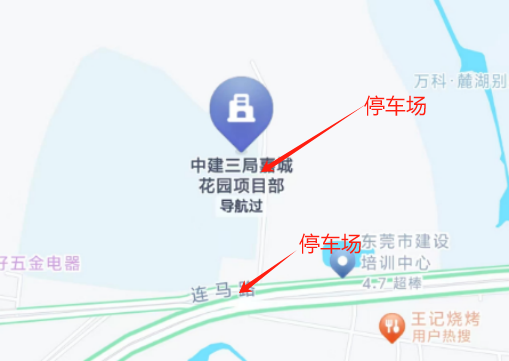 万科·麓湖别
停车场
中建三局嘉城
花园项目部
导航过
停车场
东莞市建设
培训中心
4.7 超棒
好五金电器
连马路
王记烧烤
用户热搜